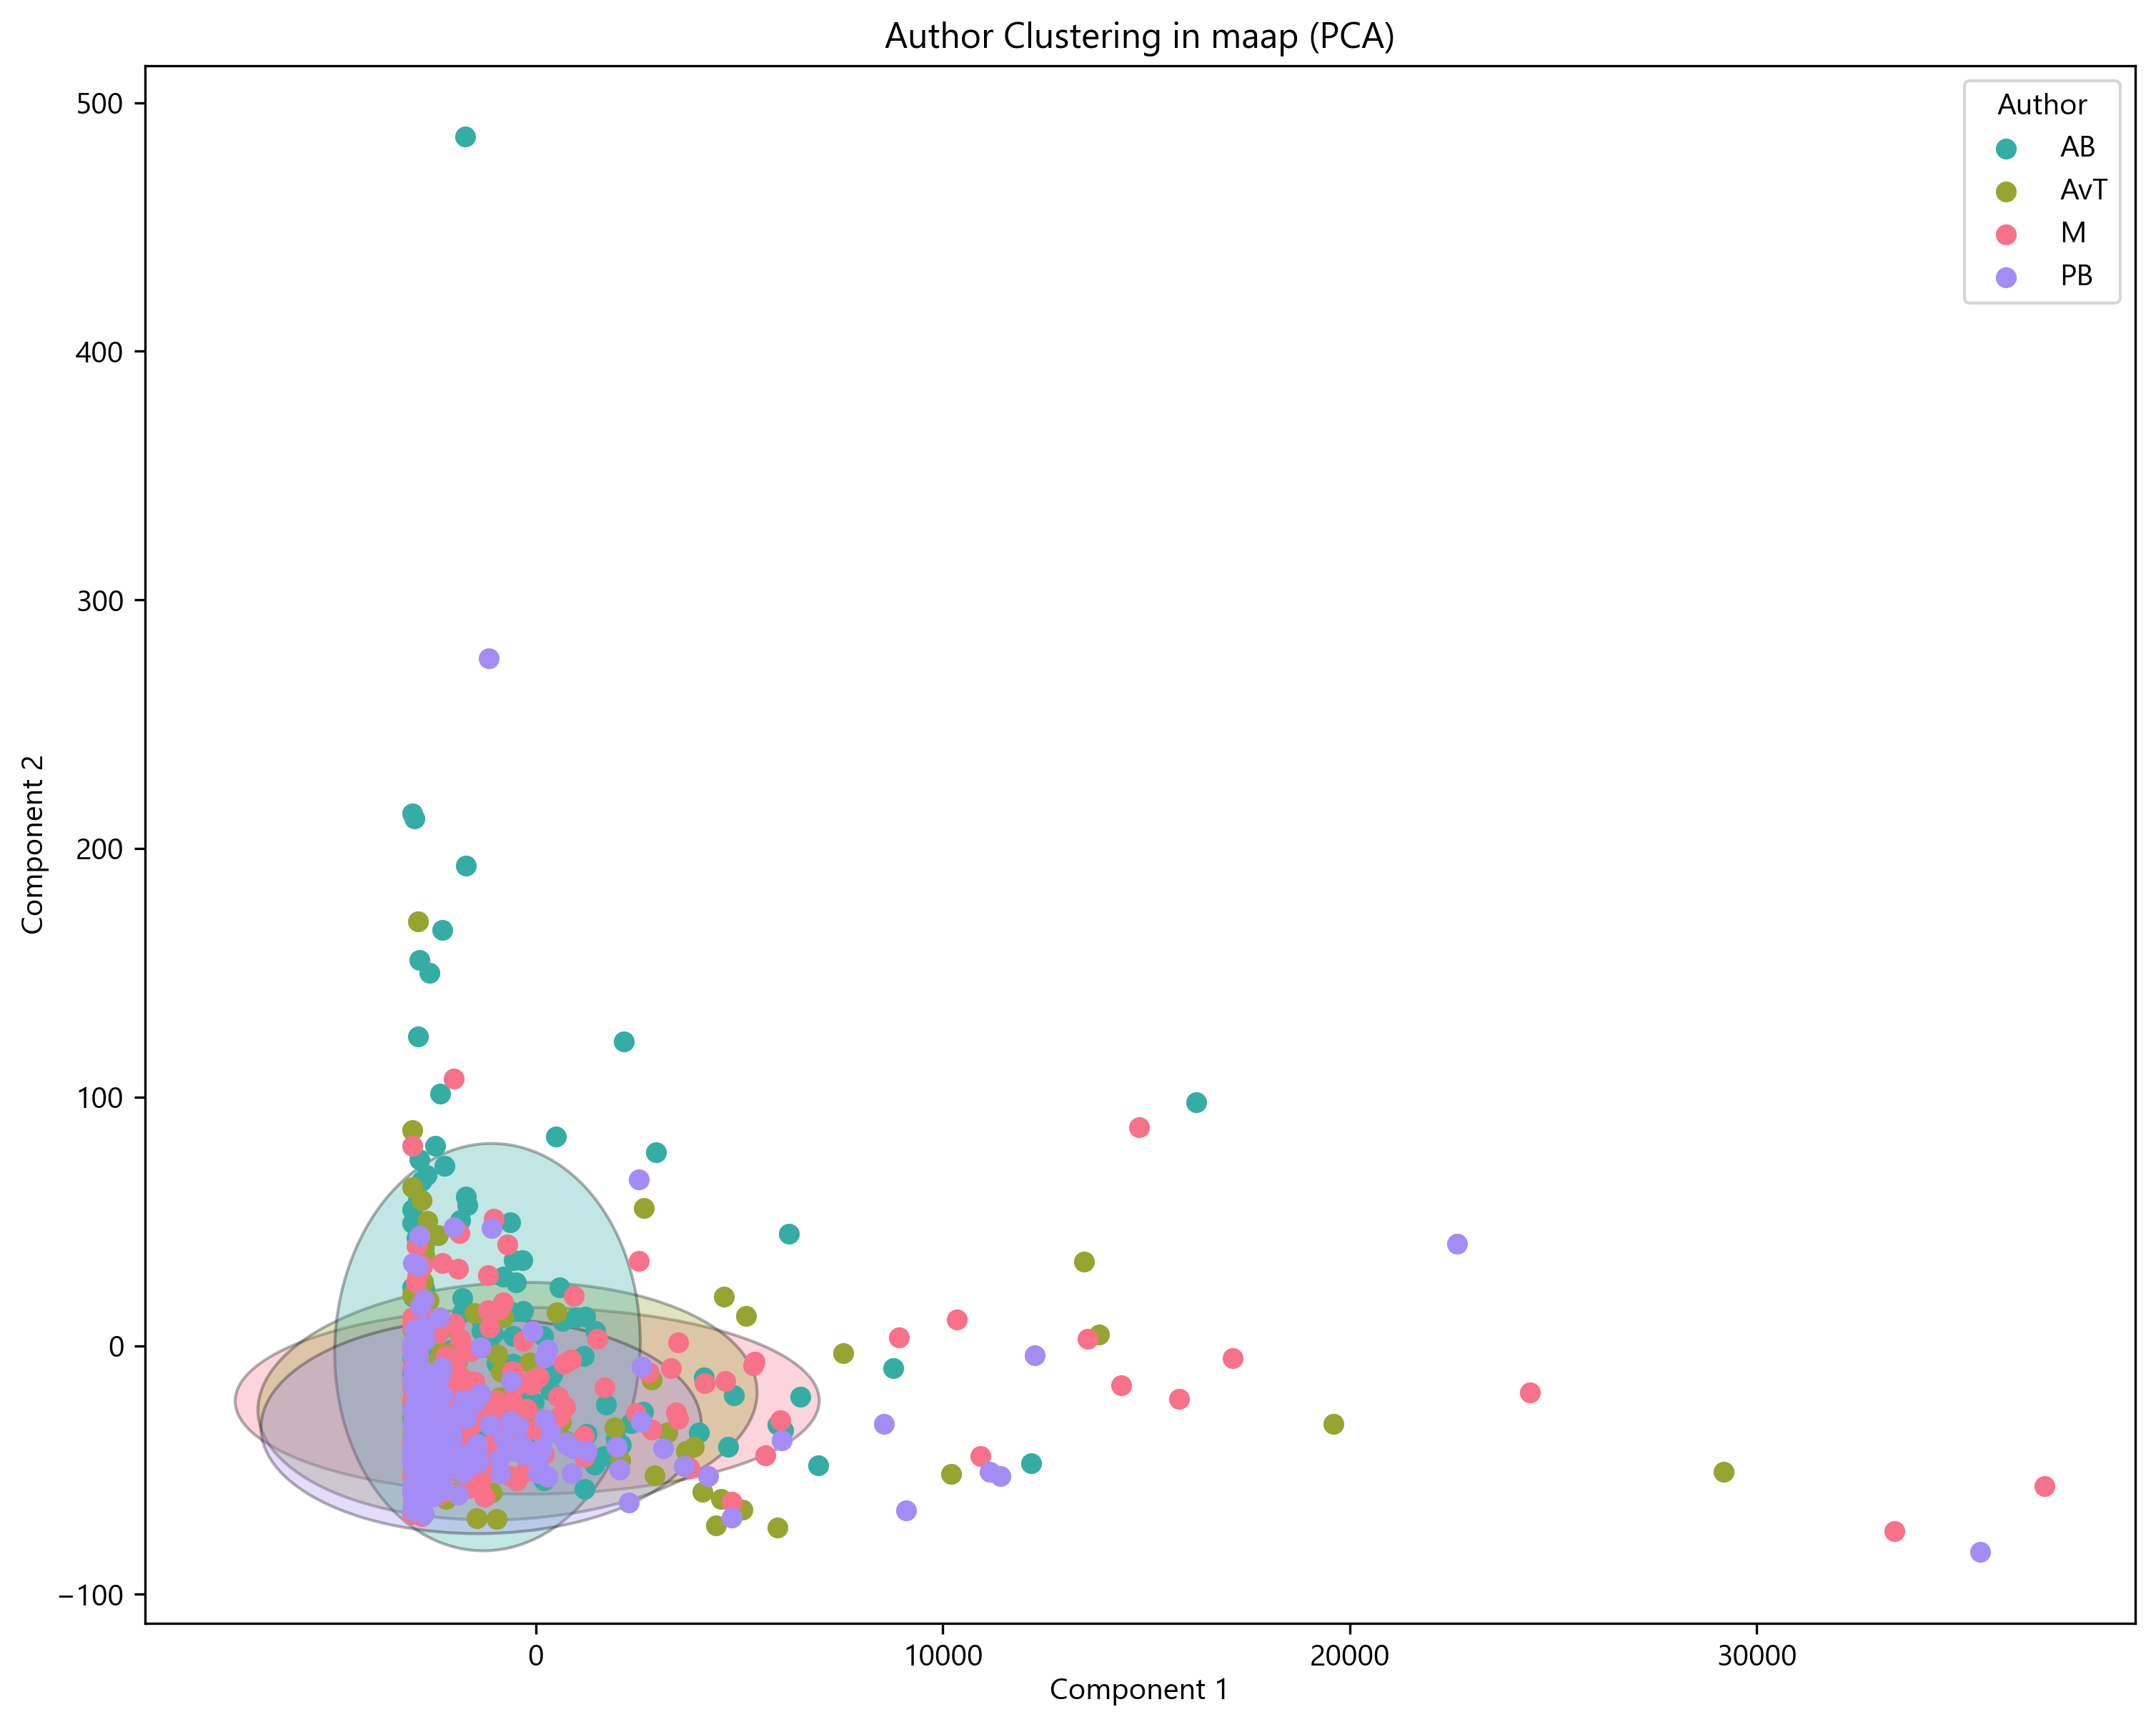 Author Clustering in maap (PCA)
Author
AB
AvT
M
PB
500
400
300
200
100
0
−100
Component 2
0
10000
20000
30000
Component 1